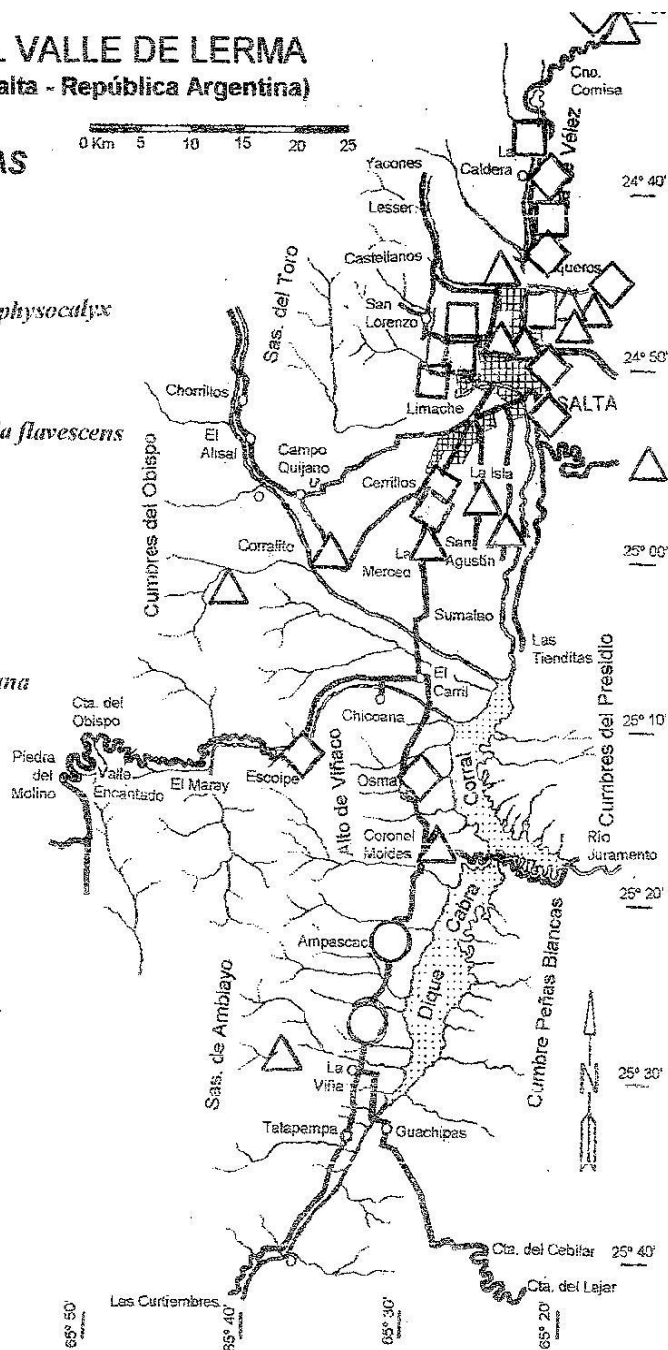 L VALLE DE LERMA
alta - República Argentina)
0 Km 5 10 15 20 25
AS
physocalyx
a flavescens
ana
Cno.
Cornisa
La
Caldera
de Vélez
24° 40'
Yacones
Lesser
Castellanos
queros
Sas. del Toro
San
Lorenzo
24° 50'
Chorrillos
Limache
SALTA
El
Alisal
Campo
Quijano
Cerrillos
La Isla
Cumbres del Obispo
Corralito
La
Merced
San
Agustín
25° 00'
Sumalao
Las
Tienditas
El
Carril
Cumbres del Presidio
Cta. del
Obispo
Chicoana
25° 10'
Piedra
del
Molino
Valle
Encantado
El Maray
Escoipe
Alto de Viñaco
Osma
Corral
Coronel
Moldes
Río
Juramento
25° 20'
Cabra
Ampascac
Dique
Cumbre Peñas Blancas
Sas. de Amblayo
N
La
Viña
25° 30'
Talapampa
Guachipas
Cta. del Cebilar
25° 40'
Cta. del Lajar
Las Curtiembres
65° 50'
65° 40'
65° 30'
65° 20'